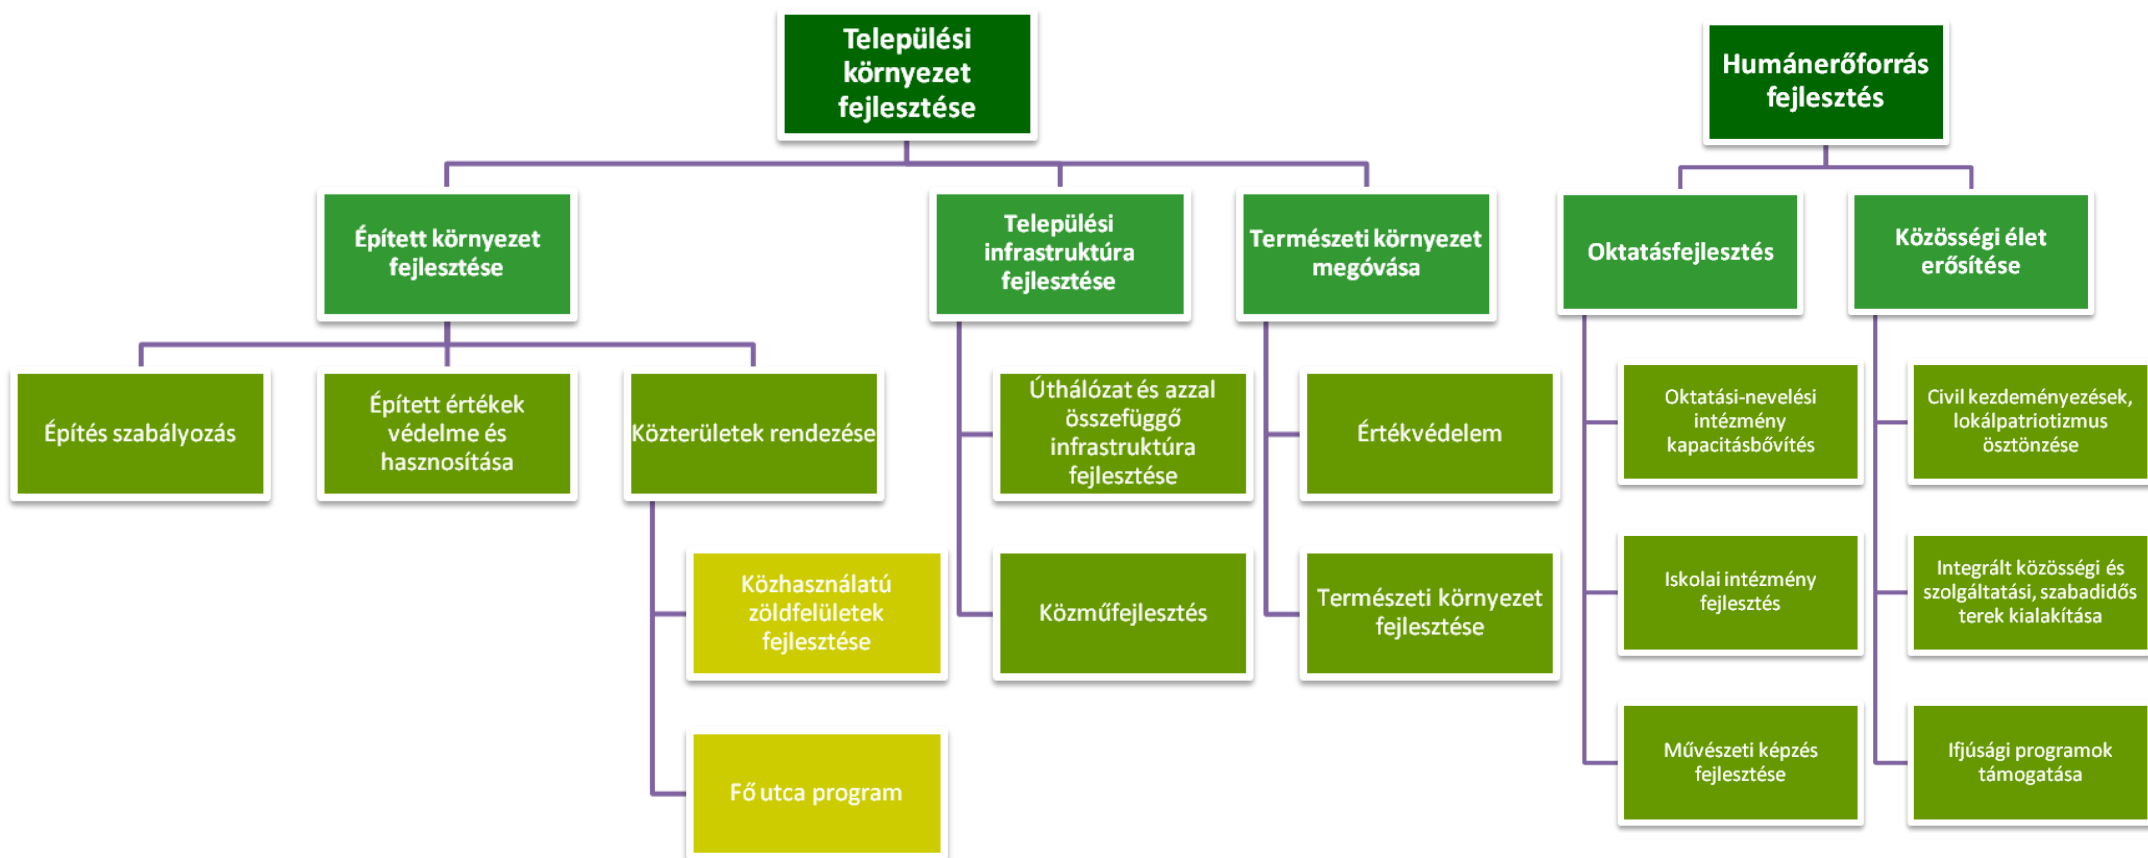 Települési
környezet
fejlesztése
Humánerőforrás
fejlesztés
Épített környezet
fejlesztése
Települési
infrastruktúra
fejlesztése
Természeti környezet
megóvása
Oktatásfejlesztés
Közösségi élet
erősítése
Építés szabályozás
Épített értékek
védelme és
hasznosítása
Közterületek rendezése
Közhasználatú
zöldfelületek
fejlesztése
Fő utca program
Úthálózat és azzal
összefüggő
infrastruktúra
fejlesztése
Közműfejlesztés
Értékvédelem
Természeti környezet
fejlesztése
Oktatási-nevelési
intézmény
kapacitásbővítés
Iskolai intézmény
fejlesztés
Művészeti képzés
fejlesztése
Civil kezdeményezések,
lokálpatriotizmus
ösztönzése
Integrált közösségi és
szolgáltatási, szabadidős
terek kialakítása
Ifjúsági programok
támogatása